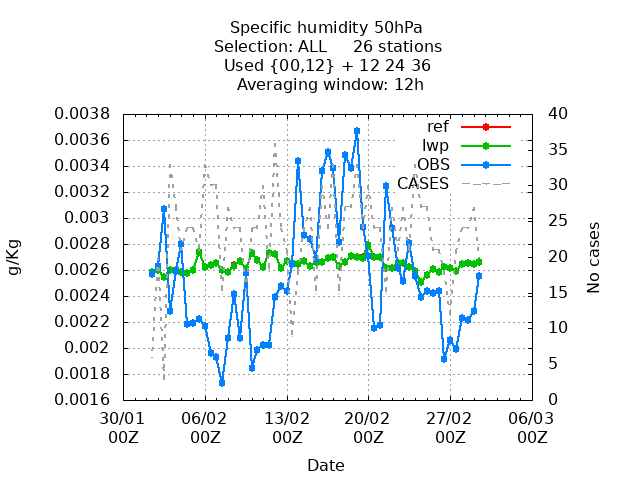 Specific humidity 50hPa
Selection: ALL 26 stations
Used {00,12} + 12 24 36
Averaging window: 12h
ref
lwp
OBS
CASES
g/Kg
0.0038
0.0036
0.0034
0.0032
0.003
0.0028
0.0026
0.0024
0.0022
0.002
0.0018
0.0016
No cases
40
35
30
25
20
15
10
5
0
30/01 06/02 13/02 20/02 27/02 06/03
00Z 00Z 00Z 00Z 00Z 00Z
Date